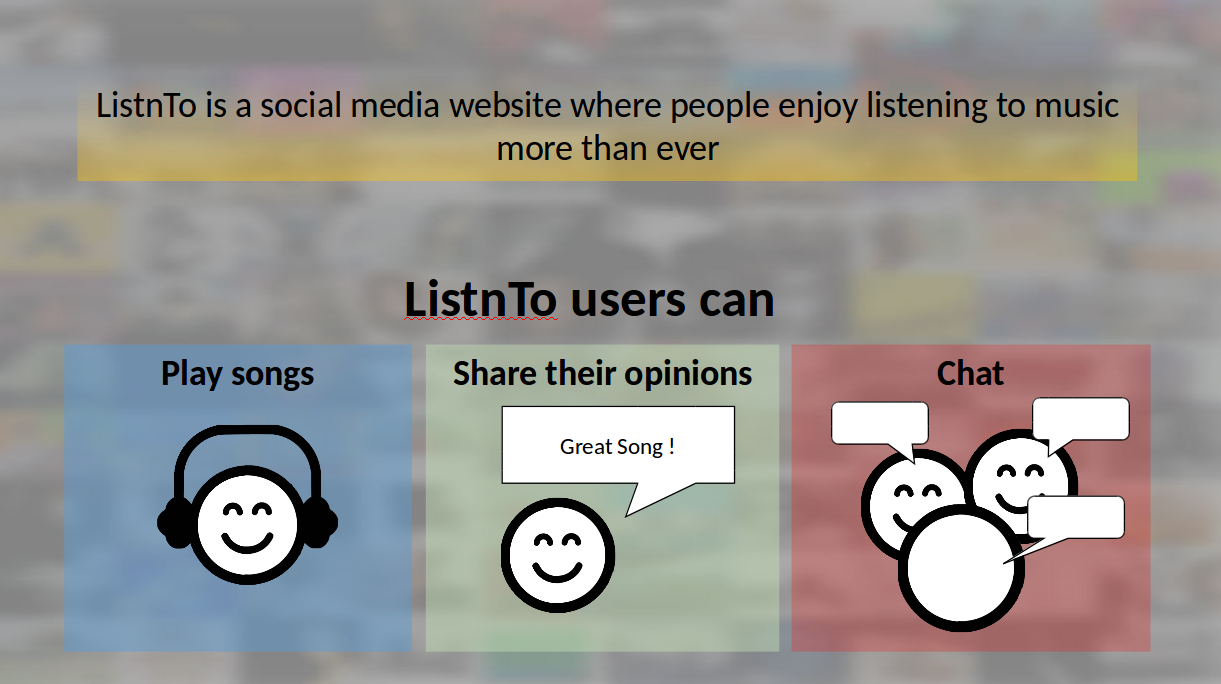 ListnTo is a social media website where people enjoy listening to music
more than ever
ListnTo users can
Play songs
Share their opinions
Chat
Great Song !